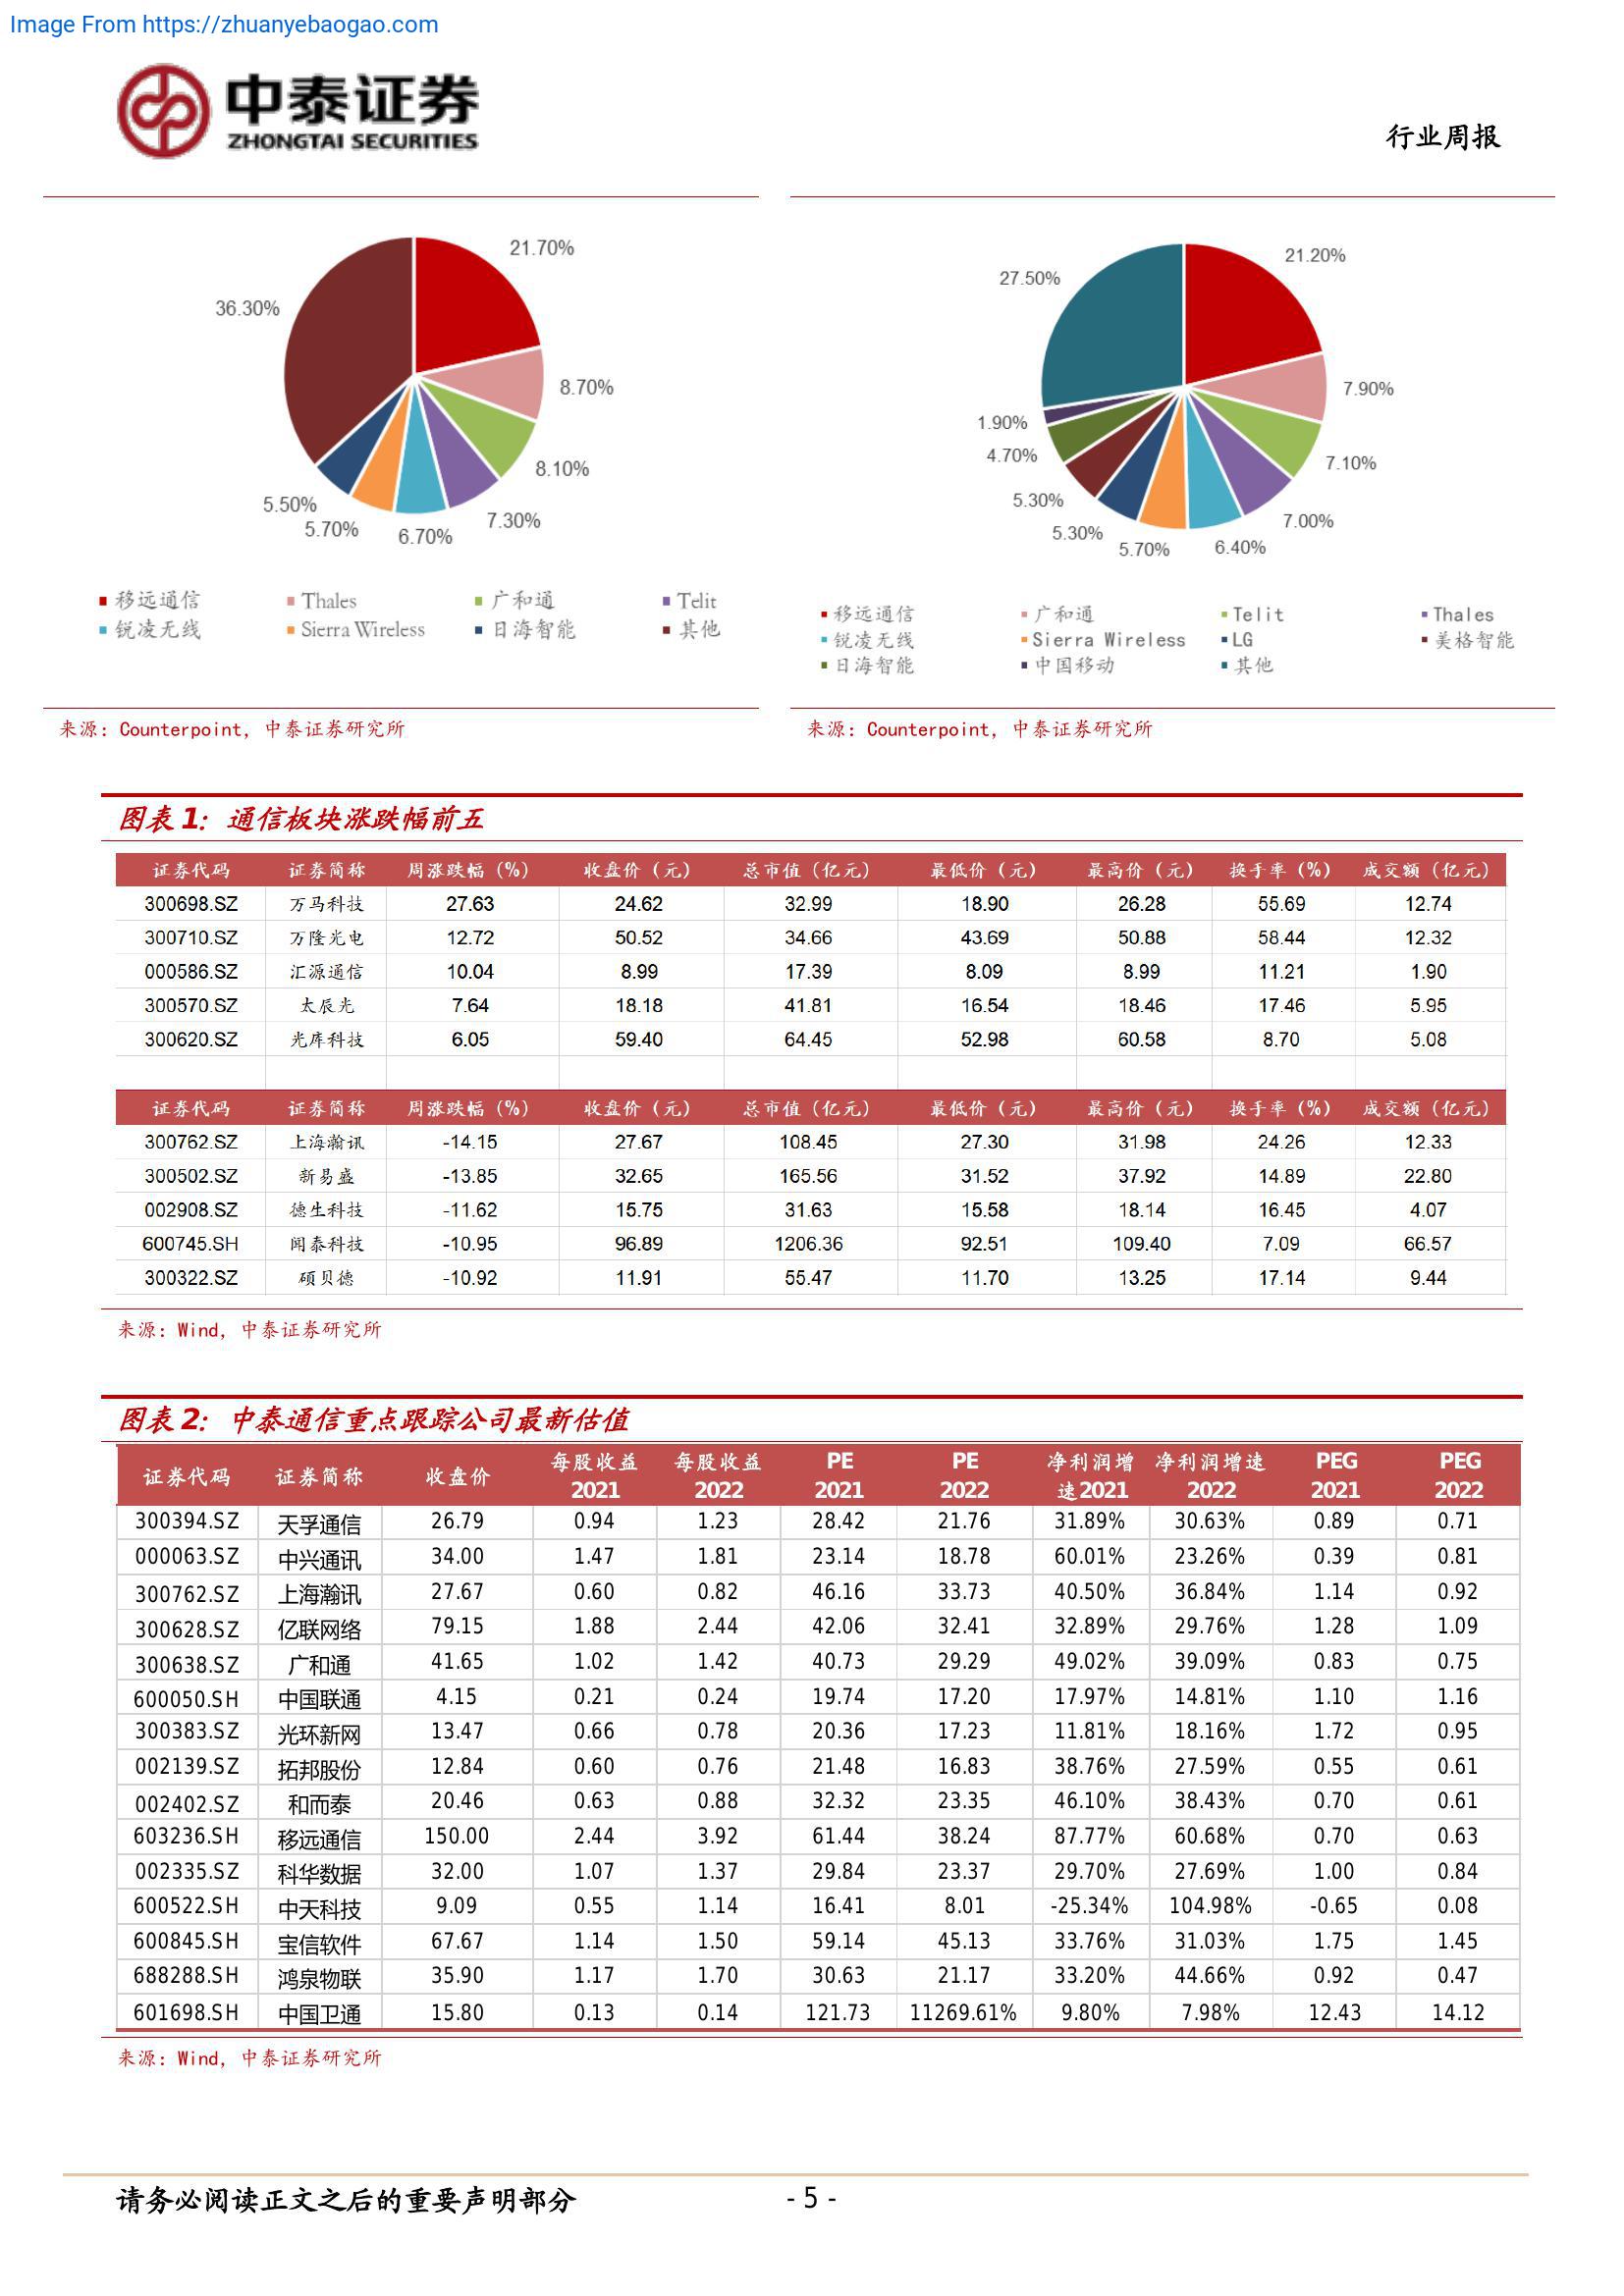 Image From https://zhuanyebaogao.com
中泰证券
ZHONGTAI SECURITIES
行业周报
21.70%
36.30%
8.70%
8.10%
5.50%
7.30%
5.70%
6.70%
移远通信 Thales 广和通 Telit
锐凌无线 Sierra Wireless 日海智能 其他
21.20%
27.50%
7.90%
1.90%
4.70%
7.10%
5.30%
7.00%
5.30%
5.70%
6.40%
移远通信 广和通 Telit Thales
锐凌无线 Sierra Wireless LG 美格智能
日海智能 中国移动 其他
来源：Counterpoint，中泰证券研究所
来源：Counterpoint，中泰证券研究所
图表 1：通信板块涨跌幅前五
证券代码 证券简称 周涨跌幅（%） 收盘价（元） 总市值（亿元） 最低价（元） 最高价（元） 换手率（%） 成交额（亿元）
300698.SZ 万马科技 27.63 24.62 32.99 18.90 26.28 55.69 12.74
300710.SZ 万隆光电 12.72 50.52 34.66 43.69 50.88 58.44 12.32
000586.SZ 汇源通信 10.04 8.99 17.39 8.09 8.99 11.21 1.90
300570.SZ 太辰光 7.64 18.18 41.81 16.54 18.46 17.46 5.95
300620.SZ 光库科技 6.05 59.40 64.45 52.98 60.58 8.70 5.08
证券代码 证券简称 周涨跌幅（%） 收盘价（元） 总市值（亿元） 最低价（元） 最高价（元） 换手率（%） 成交额（亿元）
300762.SZ 上海瀚讯 -14.15 27.67 108.45 27.30 31.98 24.26 12.33
300502.SZ 新易盛 -13.85 32.65 165.56 31.52 37.92 14.89 22.80
002908.SZ 德生科技 -11.62 15.75 31.63 15.58 18.14 16.45 4.07
600745.SH 闻泰科技 -10.95 96.89 1206.36 92.51 109.40 7.09 66.57
300322.SZ 硕贝德 -10.92 11.91 55.47 11.70 13.25 17.14 9.44
来源：Wind，中泰证券研究所
图表 2：中泰通信重点跟踪公司最新估值
证券代码 证券简称 收盘价 每股收益 每股收益 PE PE 净利润增 净利润增速 PEG PEG
2021 2022 2021 2022 速2021 2022 2021 2022
300394.SZ 天孚通信 26.79 0.94 1.23 28.42 21.76 31.89% 30.63% 0.89 0.71
000063.SZ 中兴通讯 34.00 1.47 1.81 23.14 18.78 60.01% 23.26% 0.39 0.81
300762.SZ 上海瀚讯 27.67 0.60 0.82 46.16 33.73 40.50% 36.84% 1.14 0.92
300628.SZ 亿联网络 79.15 1.88 2.44 42.06 32.41 32.89% 29.76% 1.28 1.09
300638.SZ 广和通 41.65 1.02 1.42 40.73 29.29 49.02% 39.09% 0.83 0.75
600050.SH 中国联通 4.15 0.21 0.24 19.74 17.20 17.97% 14.81% 1.10 1.16
300383.SZ 光环新网 13.47 0.66 0.78 20.36 17.23 11.81% 18.16% 1.72 0.95
002139.SZ 拓邦股份 12.84 0.60 0.76 21.48 16.83 38.76% 27.59% 0.55 0.61
002402.SZ 和而泰 20.46 0.63 0.88 32.32 23.35 46.10% 38.43% 0.70 0.61
603236.SH 移远通信 150.00 2.44 3.92 61.44 38.24 87.77% 60.68% 0.70 0.63
002335.SZ 科华数据 32.00 1.07 1.37 29.84 23.37 29.70% 27.69% 1.00 0.84
600522.SH 中天科技 9.09 0.55 1.14 16.41 8.01 -25.34% 104.98% -0.65 0.08
600845.SH 宝信软件 67.67 1.14 1.50 59.14 45.13 33.76% 31.03% 1.75 1.45
688288.SH 鸿泉物联 35.90 1.17 1.70 30.63 21.17 33.20% 44.66% 0.92 0.47
601698.SH 中国卫通 15.80 0.13 0.14 121.73 11269.61% 9.80% 7.98% 12.43 14.12
来源：Wind，中泰证券研究所
请务必阅读正文之后的重要声明部分
- 5 -